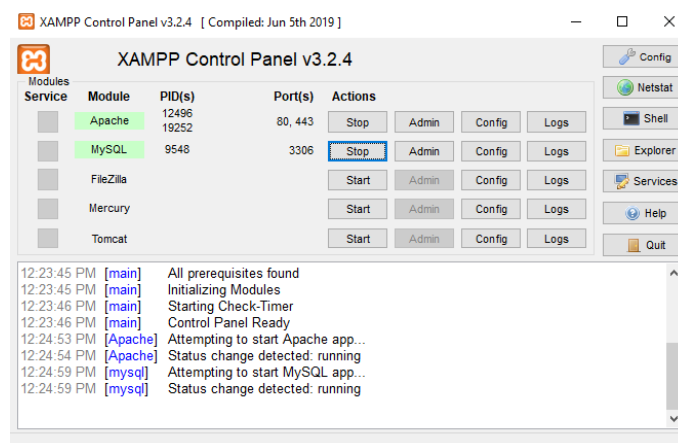 XAMPP Control Panel v3.2.4 [ Compiled: Jun 5th 2019 ]
XAMPP Control Panel v3.2.4
Config
Netstat
Shell
Explorer
Services
Help
Quit
Modules
Service Module PID(s) Port(s) Actions
Apache 12496 19252 80, 443 Stop Admin Config Logs
MySQL 9548 3306 Stop Admin Config Logs
FileZilla Start Admin Config Logs
Mercury Start Admin Config Logs
Tomcat Start Admin Config Logs
12:23:45 PM [main] All prerequisites found
12:23:45 PM [main] Initializing Modules
12:23:46 PM [main] Starting Check-Timer
12:23:46 PM [main] Control Panel Ready
12:24:53 PM [Apache] Attempting to start Apache app...
12:24:54 PM [Apache] Status change detected: running
12:24:59 PM [mysql] Attempting to start MySQL app...
12:24:59 PM [mysql] Status change detected: running